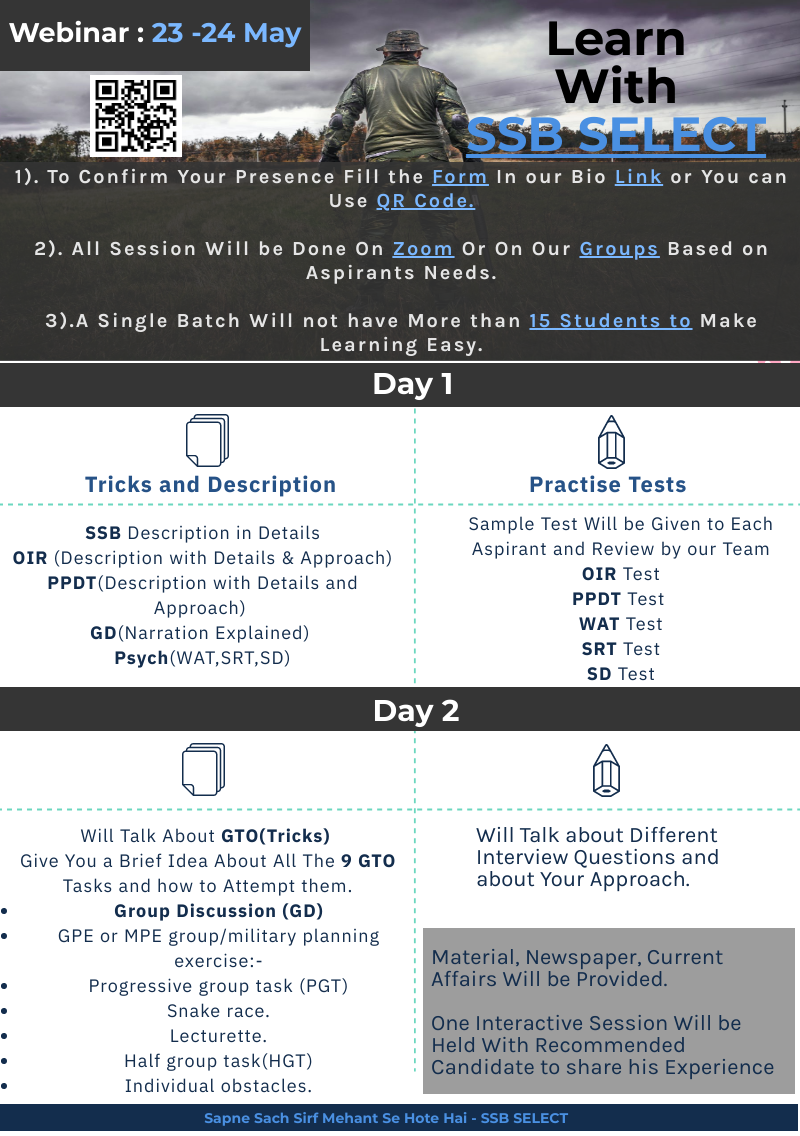 Webinar : 23 -24 May
Learn
With
SSB SELECT
1). To Confirm Your Presence Fill the Form In our Bio Link or You can
Use QR Code.
2). All Session Will be Done On Zoom Or On Our Groups Based on
Aspirants Needs.
3).A Single Batch Will not have More than 15 Students to Make
Learning Easy.
Day 1
Tricks and Description
SSB Description in Details
OIR (Description with Details & Approach)
PPDT(Description with Details and
Approach)
GD(Narration Explained)
Psych(WAT,SRT,SD)
Practise Tests
Sample Test Will be Given to Each
Aspirant and Review by our Team
OIR Test
PPDT Test
WAT Test
SRT Test
SD Test
Day 2
Will Talk About GTO(Tricks)
Give You a Brief Idea About All The 9 GTO
Tasks and how to Attempt them.
• Group Discussion (GD)
• GPE or MPE group/military planning
exercise:-
• Progressive group task (PGT)
• Snake race.
• Lecturette.
• Half group task(HGT)
• Individual obstacles.
Will Talk about Different
Interview Questions and
about Your Approach.
Material, Newspaper, Current
Affairs Will be Provided.
One Interactive Session Will be
Held With Recommended
Candidate to share his Experience
Sapne Sach Sirf Mehant Se Hote Hai - SSB SELECT